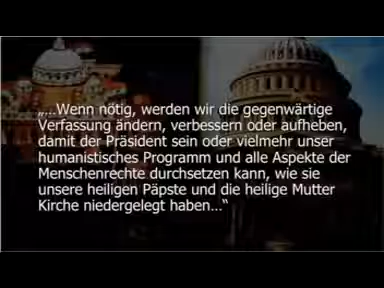 „...Wenn nötig, werden wir die gegenwärtige
Verfassung ändern, verbessern oder aufheben,
damit der Präsident sein oder vielmehr unser
humanistisches Programm und alle Aspekte der
Menschenrechte durchsetzen kann, wie sie
unsere heiligen Päpste und die heilige Mutter
Kirche niedergelegt haben...“